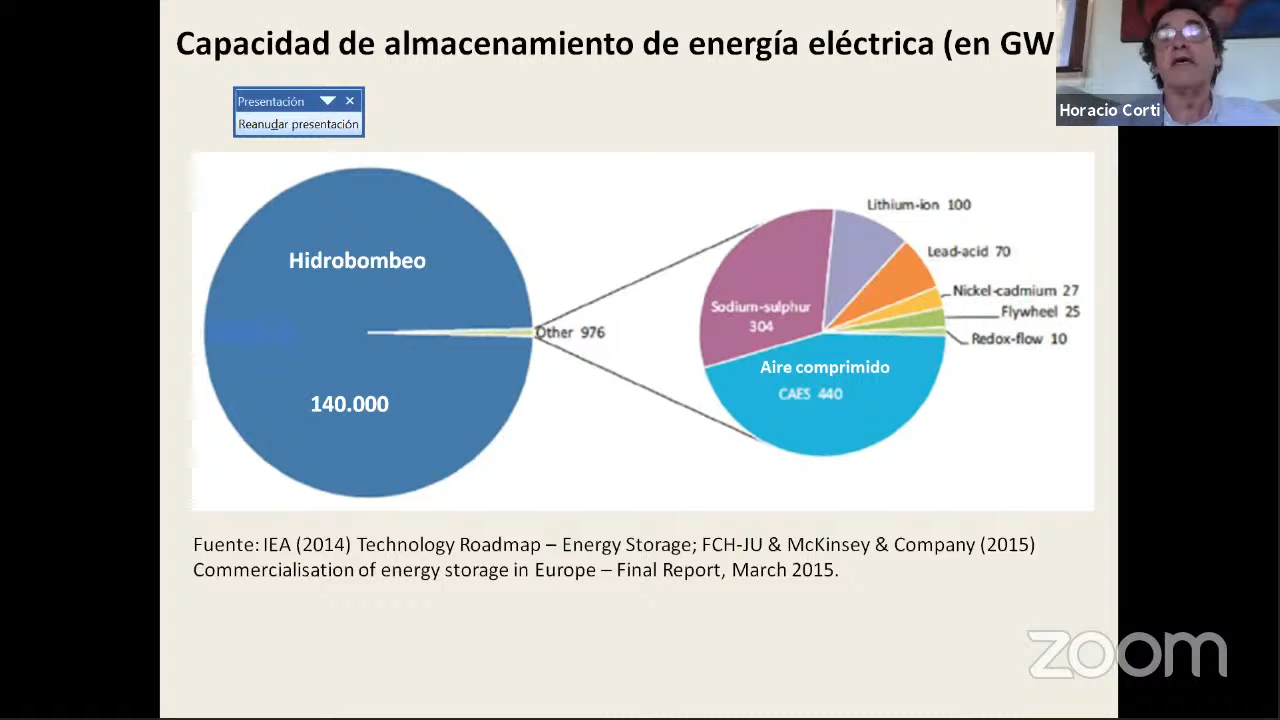 Capacidad de almacenamiento de energía eléctrica (en GW
Horacio Corti
Presentación
Reanudar presentación
Hidrobombeo
140.000
Other 976
Lithium-ion 100
Lead-acid 70
Nickel-cadmium 27
Flywheel 25
Redox-flow 10
Sodium-sulphur
304
Aire comprimido
CAES 440
Fuente: IEA (2014) Technology Roadmap – Energy Storage; FCH-JU & McKinsey & Company (2015)
Commercialisation of energy storage in Europe – Final Report, March 2015.
zoom